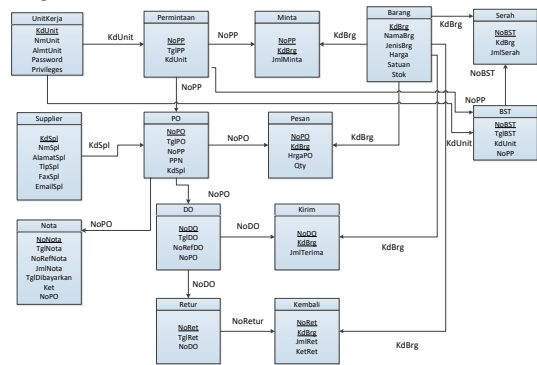 UnitKerja
KdUnit
NmUnit
AlmtUnit
Password
Privileges
KdUnit
Permintaan
NoPP
TglPP
KdUnit
NoPP
Minta
NoPP
KdBrg
JmlMinta
KdBrg
Barang
KdBrg
NamaBrg
JenisBrg
Harga
Satuan
Stok
KdBrg
Serah
NoBST
KdBrg
JmlSerah
NoBST
NoPP
NoPP
BST
NoBST
TglBST
KdUnit
NoPP
KdUnit
Supplier
KdSpl
NmSpl
AlamatSpl
TlpSpl
FaxSpl
EmailSpl
KdSpl
PO
NoPO
TglPO
NoPP
PPN
KdSpl
NoPO
Pesan
NoPO
KdBrg
HrgaPO
Qty
KdBrg
NoPO
NoPO
Nota
NoNota
TglNota
NoRefNota
JmlNota
TglDibayarkan
Ket
NoPO
DO
NoDO
TglDO
NoRefDO
NoPO
NoDO
Kirim
NoDO
KdBrg
JmlTerima
KdBrg
NoDO
Retur
NoRet
TglRet
NoDO
NoRetur
Kembali
NoRet
KdBrg
JmlRet
KetRet
KdBrg